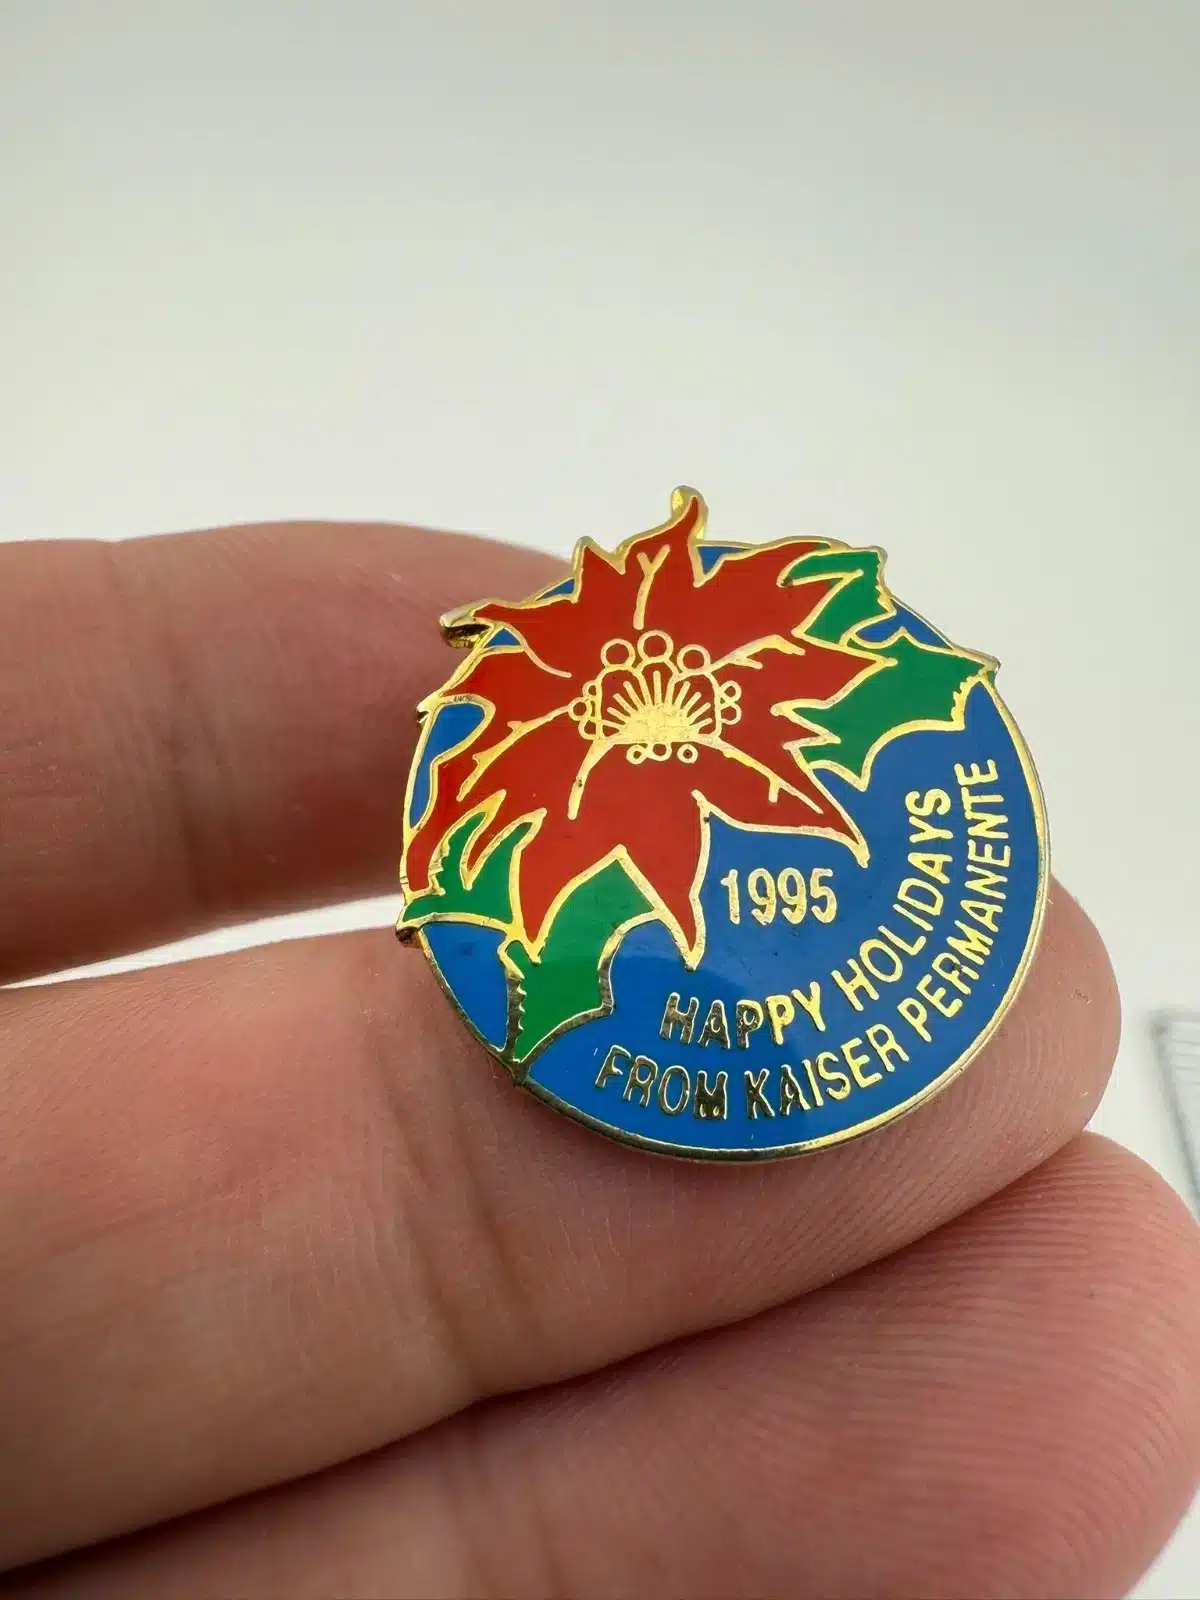 1995
HAPPY HOLIDAYS
FROM KAISER PERMANENTE